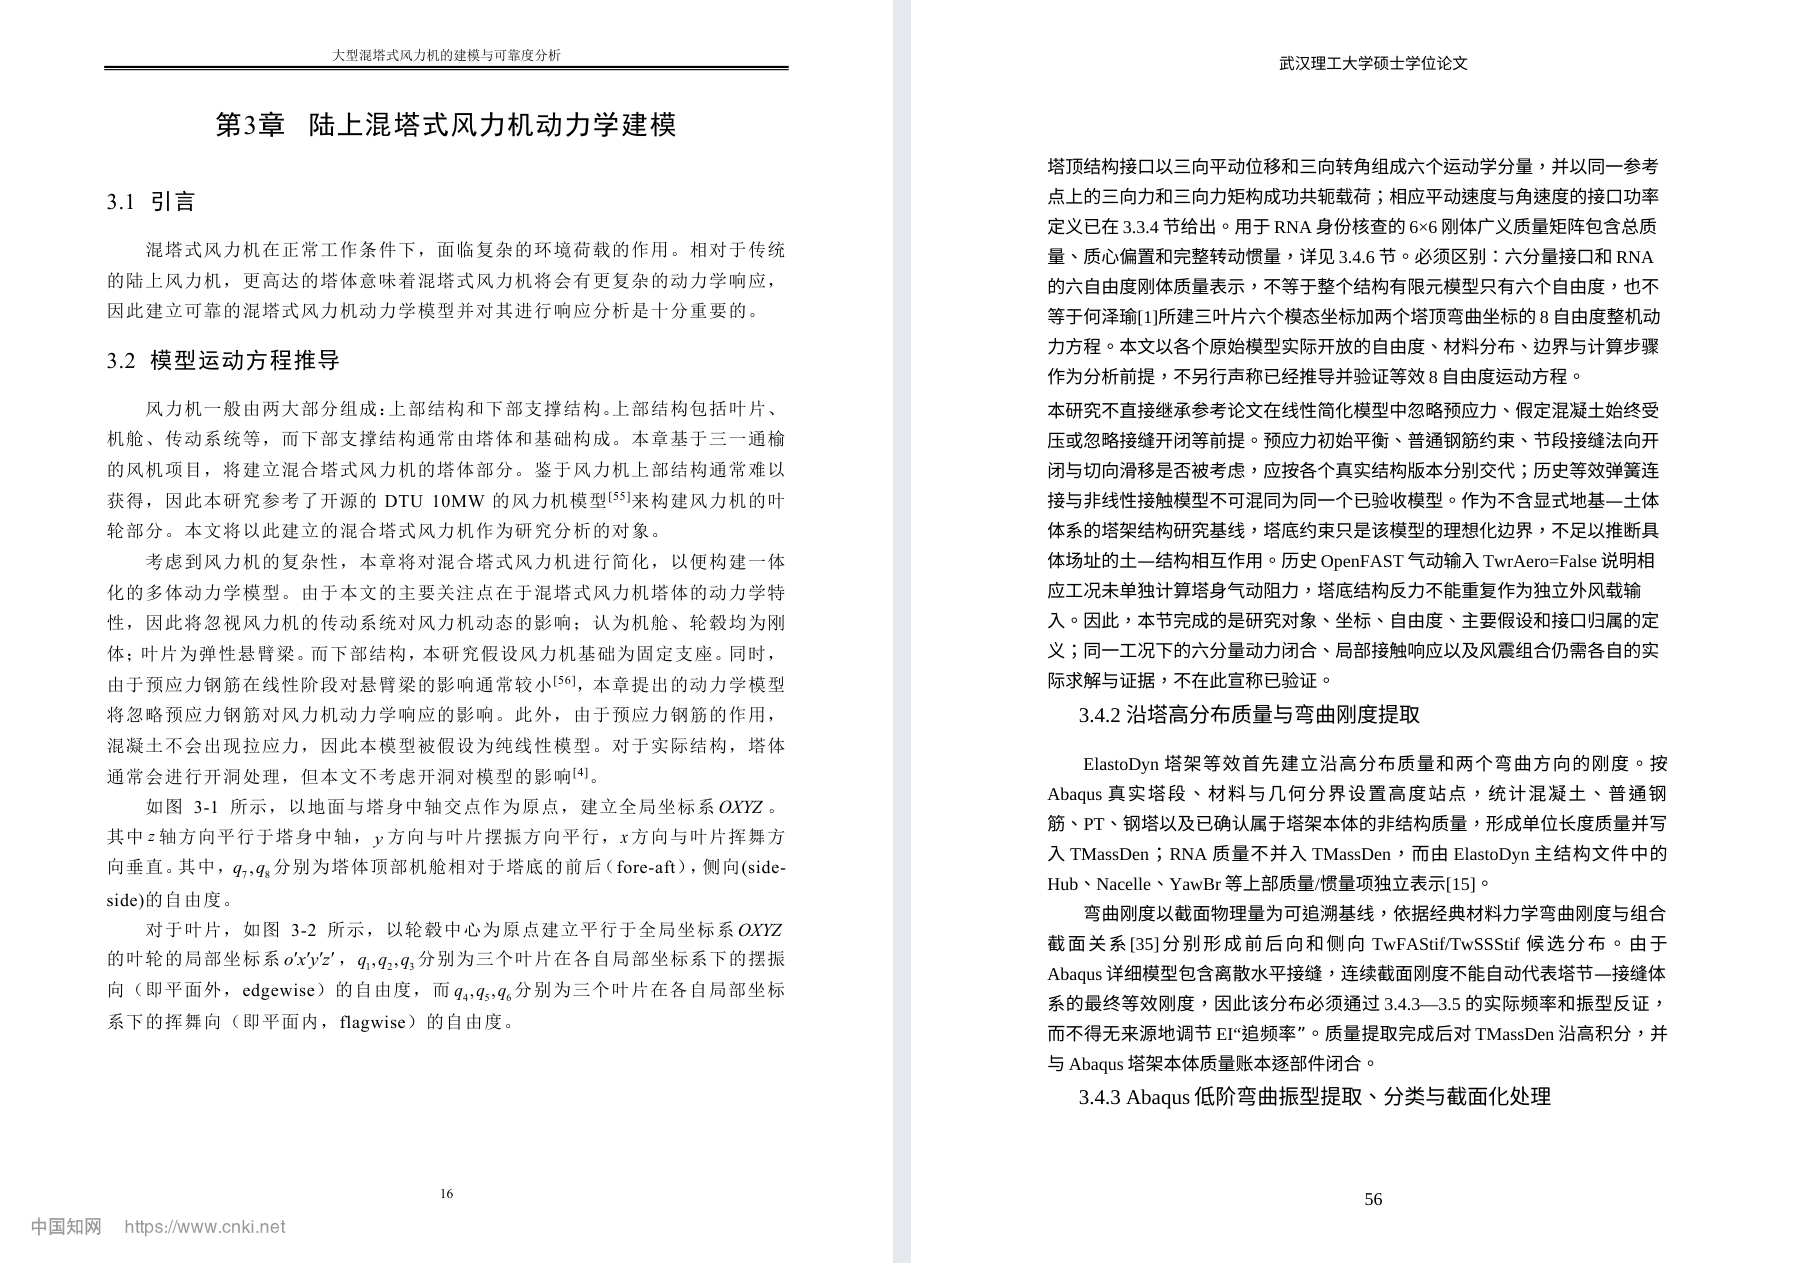 大型混塔式风力机的建模与可靠度分析
第3章 陆上混塔式风力机动力学建模
3.1 引言
混塔式风力机在正常工作条件下，面临复杂的环境荷载的作用。相对于传统
的陆上风力机，更高达的塔体意味着混塔式风力机将会有更复杂的动力学响应，
因此建立可靠的混塔式风力机动力学模型并对其进行响应分析是十分重要的。
3.2 模型运动方程推导
风力机一般由两大部分组成：上部结构和下部支撑结构。上部结构包括叶片、
机舱、传动系统等，而下部支撑结构通常由塔体和基础构成。本章基于三一通榆
的风机项目，将建立混合塔式风力机的塔体部分。鉴于风力机上部结构通常难以
获得，因此本研究参考了开源的 DTU 10MW 的风力机模型[55]来构建风力机的叶
轮部分。本文将以此建立的混合塔式风力机作为研究分析的对象。
考虑到风力机的复杂性，本章将对混合塔式风力机进行简化，以便构建一体
化的多体动力学模型。由于本文的主要关注点在于混塔式风力机塔体的动力学特
性，因此将忽视风力机的传动系统对风力机动态的影响；认为机舱、轮毂均为刚
体；叶片为弹性悬臂梁。而下部结构，本研究假设风力机基础为固定支座。同时，
由于预应力钢筋在线性阶段对悬臂梁的影响通常较小[56]，本章提出的动力学模型
将忽略预应力钢筋对风力机动力学响应的影响。此外，由于预应力钢筋的作用，
混凝土不会出现拉应力，因此本模型被假设为纯线性模型。对于实际结构，塔体
通常会进行开洞处理，但本文不考虑开洞对模型的影响[4]。
如图 3-1 所示，以地面与塔身中轴交点作为原点，建立全局坐标系OXYZ。
其中z轴方向平行于塔身中轴，y方向与叶片摆振方向平行，x方向与叶片挥舞方
向垂直。其中，q7,q8分别为塔体顶部机舱相对于塔底的前后（fore-aft），侧向(side-
side)的自由度。
对于叶片，如图 3-2 所示，以轮毂中心为原点建立平行于全局坐标系OXYZ
的叶轮的局部坐标系o′x′y′z′，q1,q2,q3分别为三个叶片在各自局部坐标系下的摆振
向（即平面外，edgewise）的自由度，而q4,q5,q6分别为三个叶片在各自局部坐标
系下的挥舞向（即平面内，flagwise）的自由度。
16
中国知网 https://www.cnki.net
武汉理工大学硕士学位论文
塔顶结构接口以三向平动位移和三向转角组成六个运动学分量，并以同一参考
点上的三向力和三向力矩构成功共轭载荷；相应平动速度与角速度的接口功率
定义已在 3.3.4 节给出。用于 RNA 身份核查的 6×6 刚体广义质量矩阵包含总质
量、质心偏置和完整转动惯量，详见 3.4.6 节。必须区别：六分量接口和 RNA
的六自由度刚体质量表示，不等于整个结构有限元模型只有六个自由度，也不
等于何泽瑜[1]所建三叶片六个模态坐标加两个塔顶弯曲坐标的 8 自由度整机动
力方程。本文以各个原始模型实际开放的自由度、材料分布、边界与计算步骤
作为分析前提，不另行声称已经推导并验证等效 8 自由度运动方程。
本研究不直接继承参考论文在线性简化模型中忽略预应力、假定混凝土始终受
压或忽略接缝开闭等前提。预应力初始平衡、普通钢筋约束、节段接缝法向开
闭与切向滑移是否被考虑，应按各个真实结构版本分别交代；历史等效弹簧连
接与非线性接触模型不可混同为同一个已验收模型。作为不含显式地基—土体
体系的塔架结构研究基线，塔底约束只是该模型的理想化边界，不足以推断具
体场址的土—结构相互作用。历史 OpenFAST 气动输入 TwrAero=False 说明相
应工况未单独计算塔身气动阻力，塔底结构反力不能重复作为独立外风载输
入。因此，本节完成的是研究对象、坐标、自由度、主要假设和接口归属的定
义；同一工况下的六分量动力闭合、局部接触响应以及风震组合仍需各自的实
际求解与证据，不在此宣称已验证。
3.4.2 沿塔高分布质量与弯曲刚度提取
ElastoDyn 塔架等效首先建立沿高分布质量和两个弯曲方向的刚度。按
Abaqus 真实塔段、材料与几何分界设置高度站点，统计混凝土、普通钢
筋、PT、钢塔以及已确认属于塔架本体的非结构质量，形成单位长度质量并写
入 TMassDen；RNA 质量不并入 TMassDen，而由 ElastoDyn 主结构文件中的
Hub、Nacelle、YawBr 等上部质量/惯量项独立表示[15]。
弯曲刚度以截面物理量为可追溯基线，依据经典材料力学弯曲刚度与组合
截面关系[35]分别形成前后向和侧向 TwFAStif/TwSSStif 候选分布。由于
Abaqus 详细模型包含离散水平接缝，连续截面刚度不能自动代表塔节—接缝体
系的最终等效刚度，因此该分布必须通过 3.4.3—3.5 的实际频率和振型反证，
而不得无来源地调节 EI“追频率”。质量提取完成后对 TMassDen 沿高积分，并
与 Abaqus 塔架本体质量账本逐部件闭合。
3.4.3 Abaqus 低阶弯曲振型提取、分类与截面化处理
56